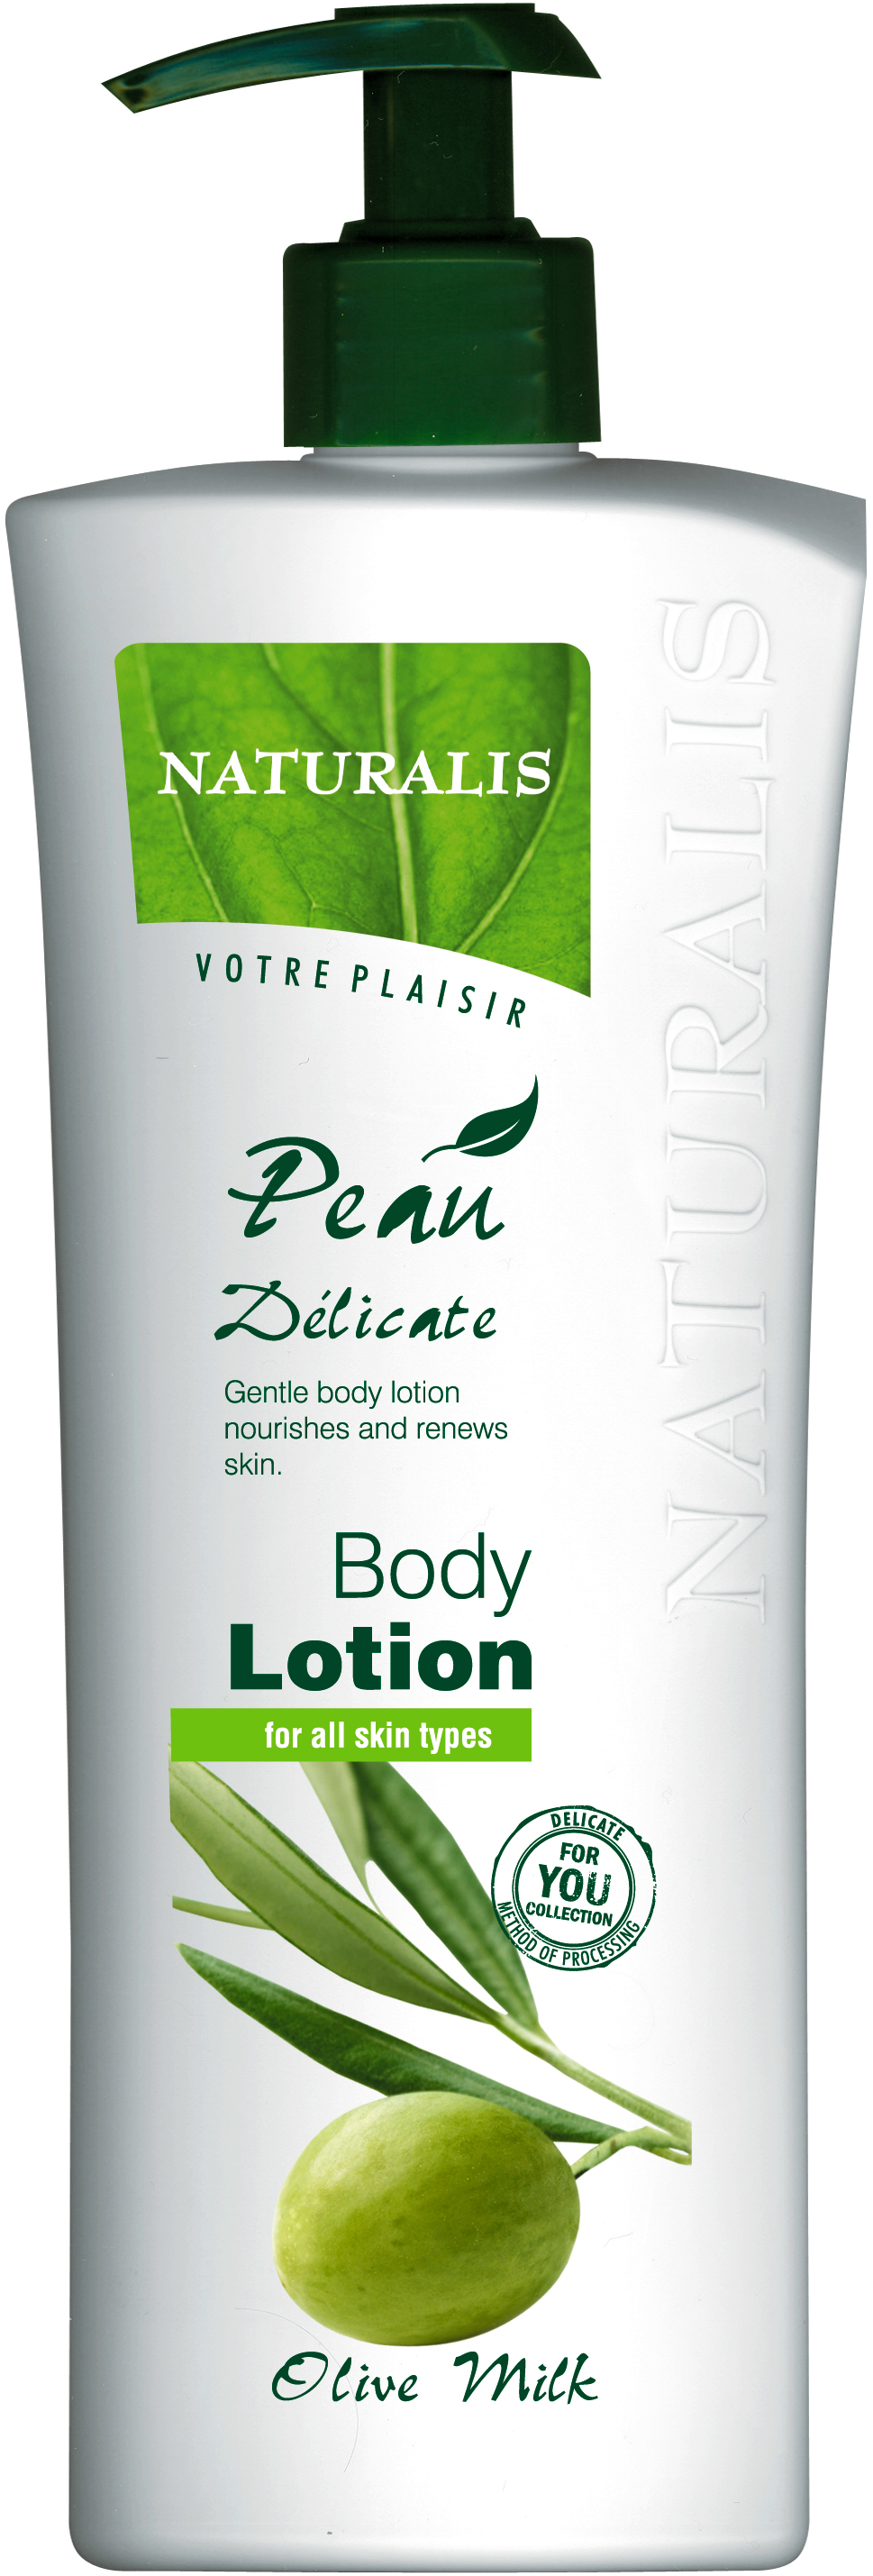 NATURALIS
VOTRE PLAISIR
Peau
Délicate
Gentle body lotion
nourishes and renews
skin.
Body
Lotion
for all skin types
DELICATE
FOR
YOU
COLLECTION
METHOD OF PROCESSING
Olive Milk
NATURALIS